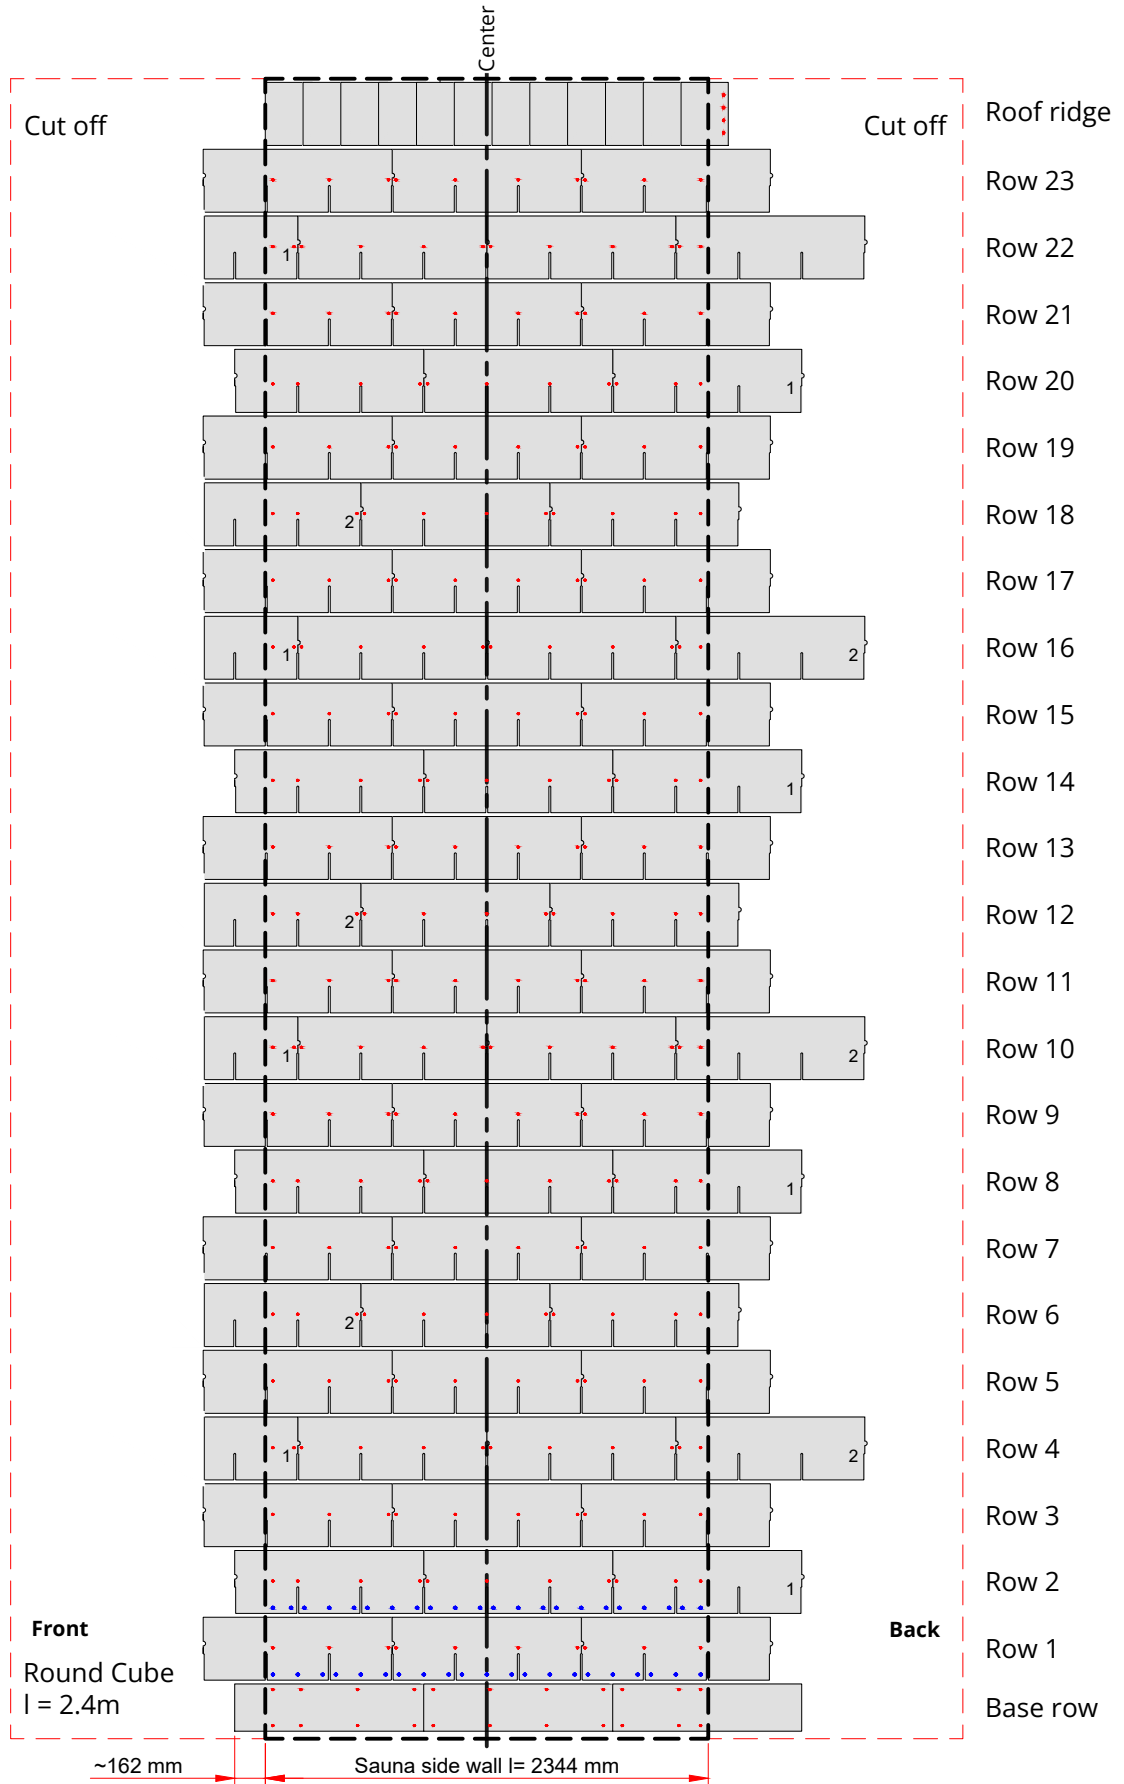 Center
Cut off
Cut off
Roof ridge
Row 23
1
Row 22
Row 21
1
Row 20
Row 19
2
Row 18
Row 17
1
2
Row 16
Row 15
1
Row 14
Row 13
2
Row 12
Row 11
1
2
Row 10
Row 9
1
Row 8
Row 7
2
Row 6
Row 5
1
2
Row 4
Row 3
1
Row 2
Front
Back
Row 1
Round Cube
l = 2.4m
Base row
~162 mm
Sauna side wall l= 2344 mm